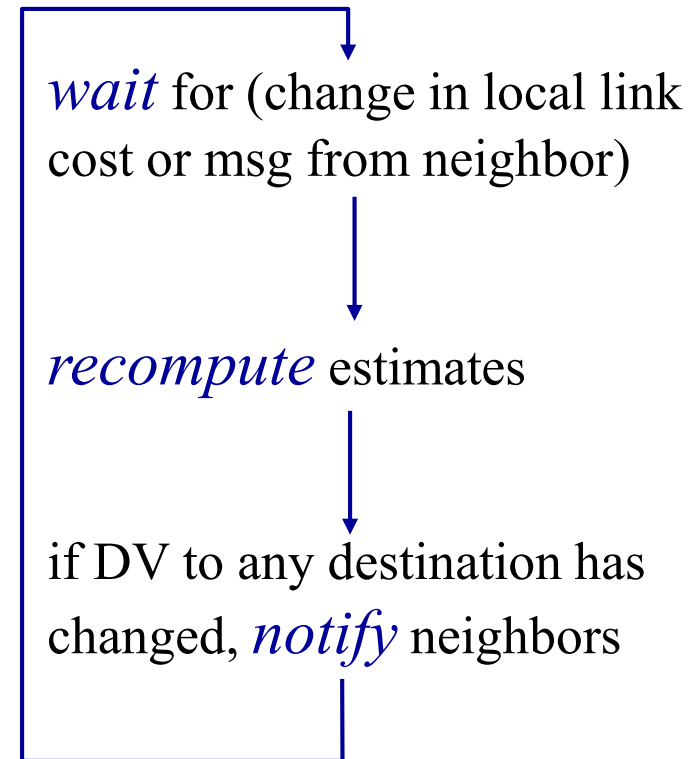 wait for (change in local link
cost or msg from neighbor)
recompute estimates
if DV to any destination has
changed, notify neighbors